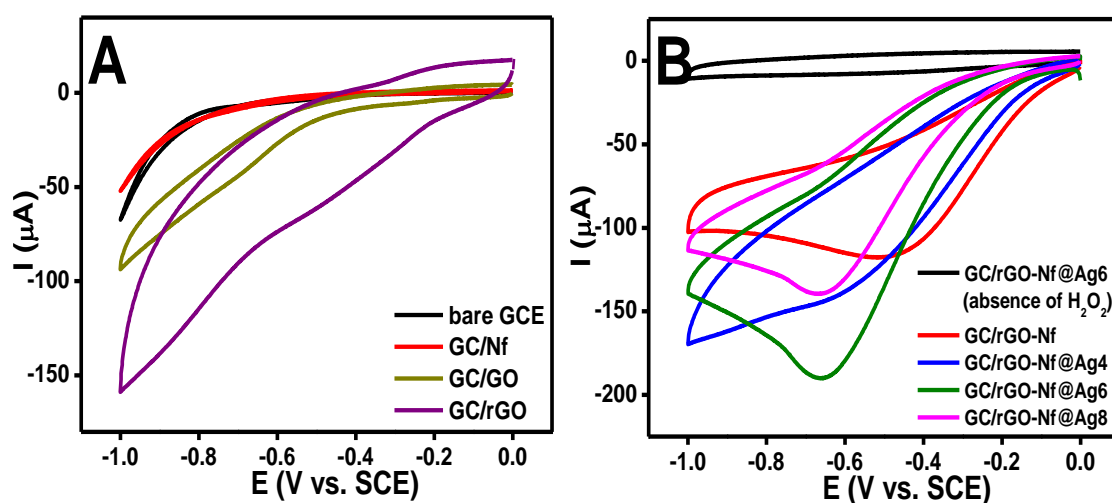 A
0
-50
-100
-150
I (μA)
bare GCE
GC/Nf
GC/GO
GC/rGO
-1.0 -0.8 -0.6 -0.4 -0.2 0.0
E (V vs. SCE)
B
0
-50
-100
-150
-200
I (μA)
GC/rGO-Nf@Ag6
(absence of H₂O₂)
GC/rGO-Nf
GC/rGO-Nf@Ag4
GC/rGO-Nf@Ag6
GC/rGO-Nf@Ag8
-1.0 -0.8 -0.6 -0.4 -0.2 0.0
E (V vs. SCE)